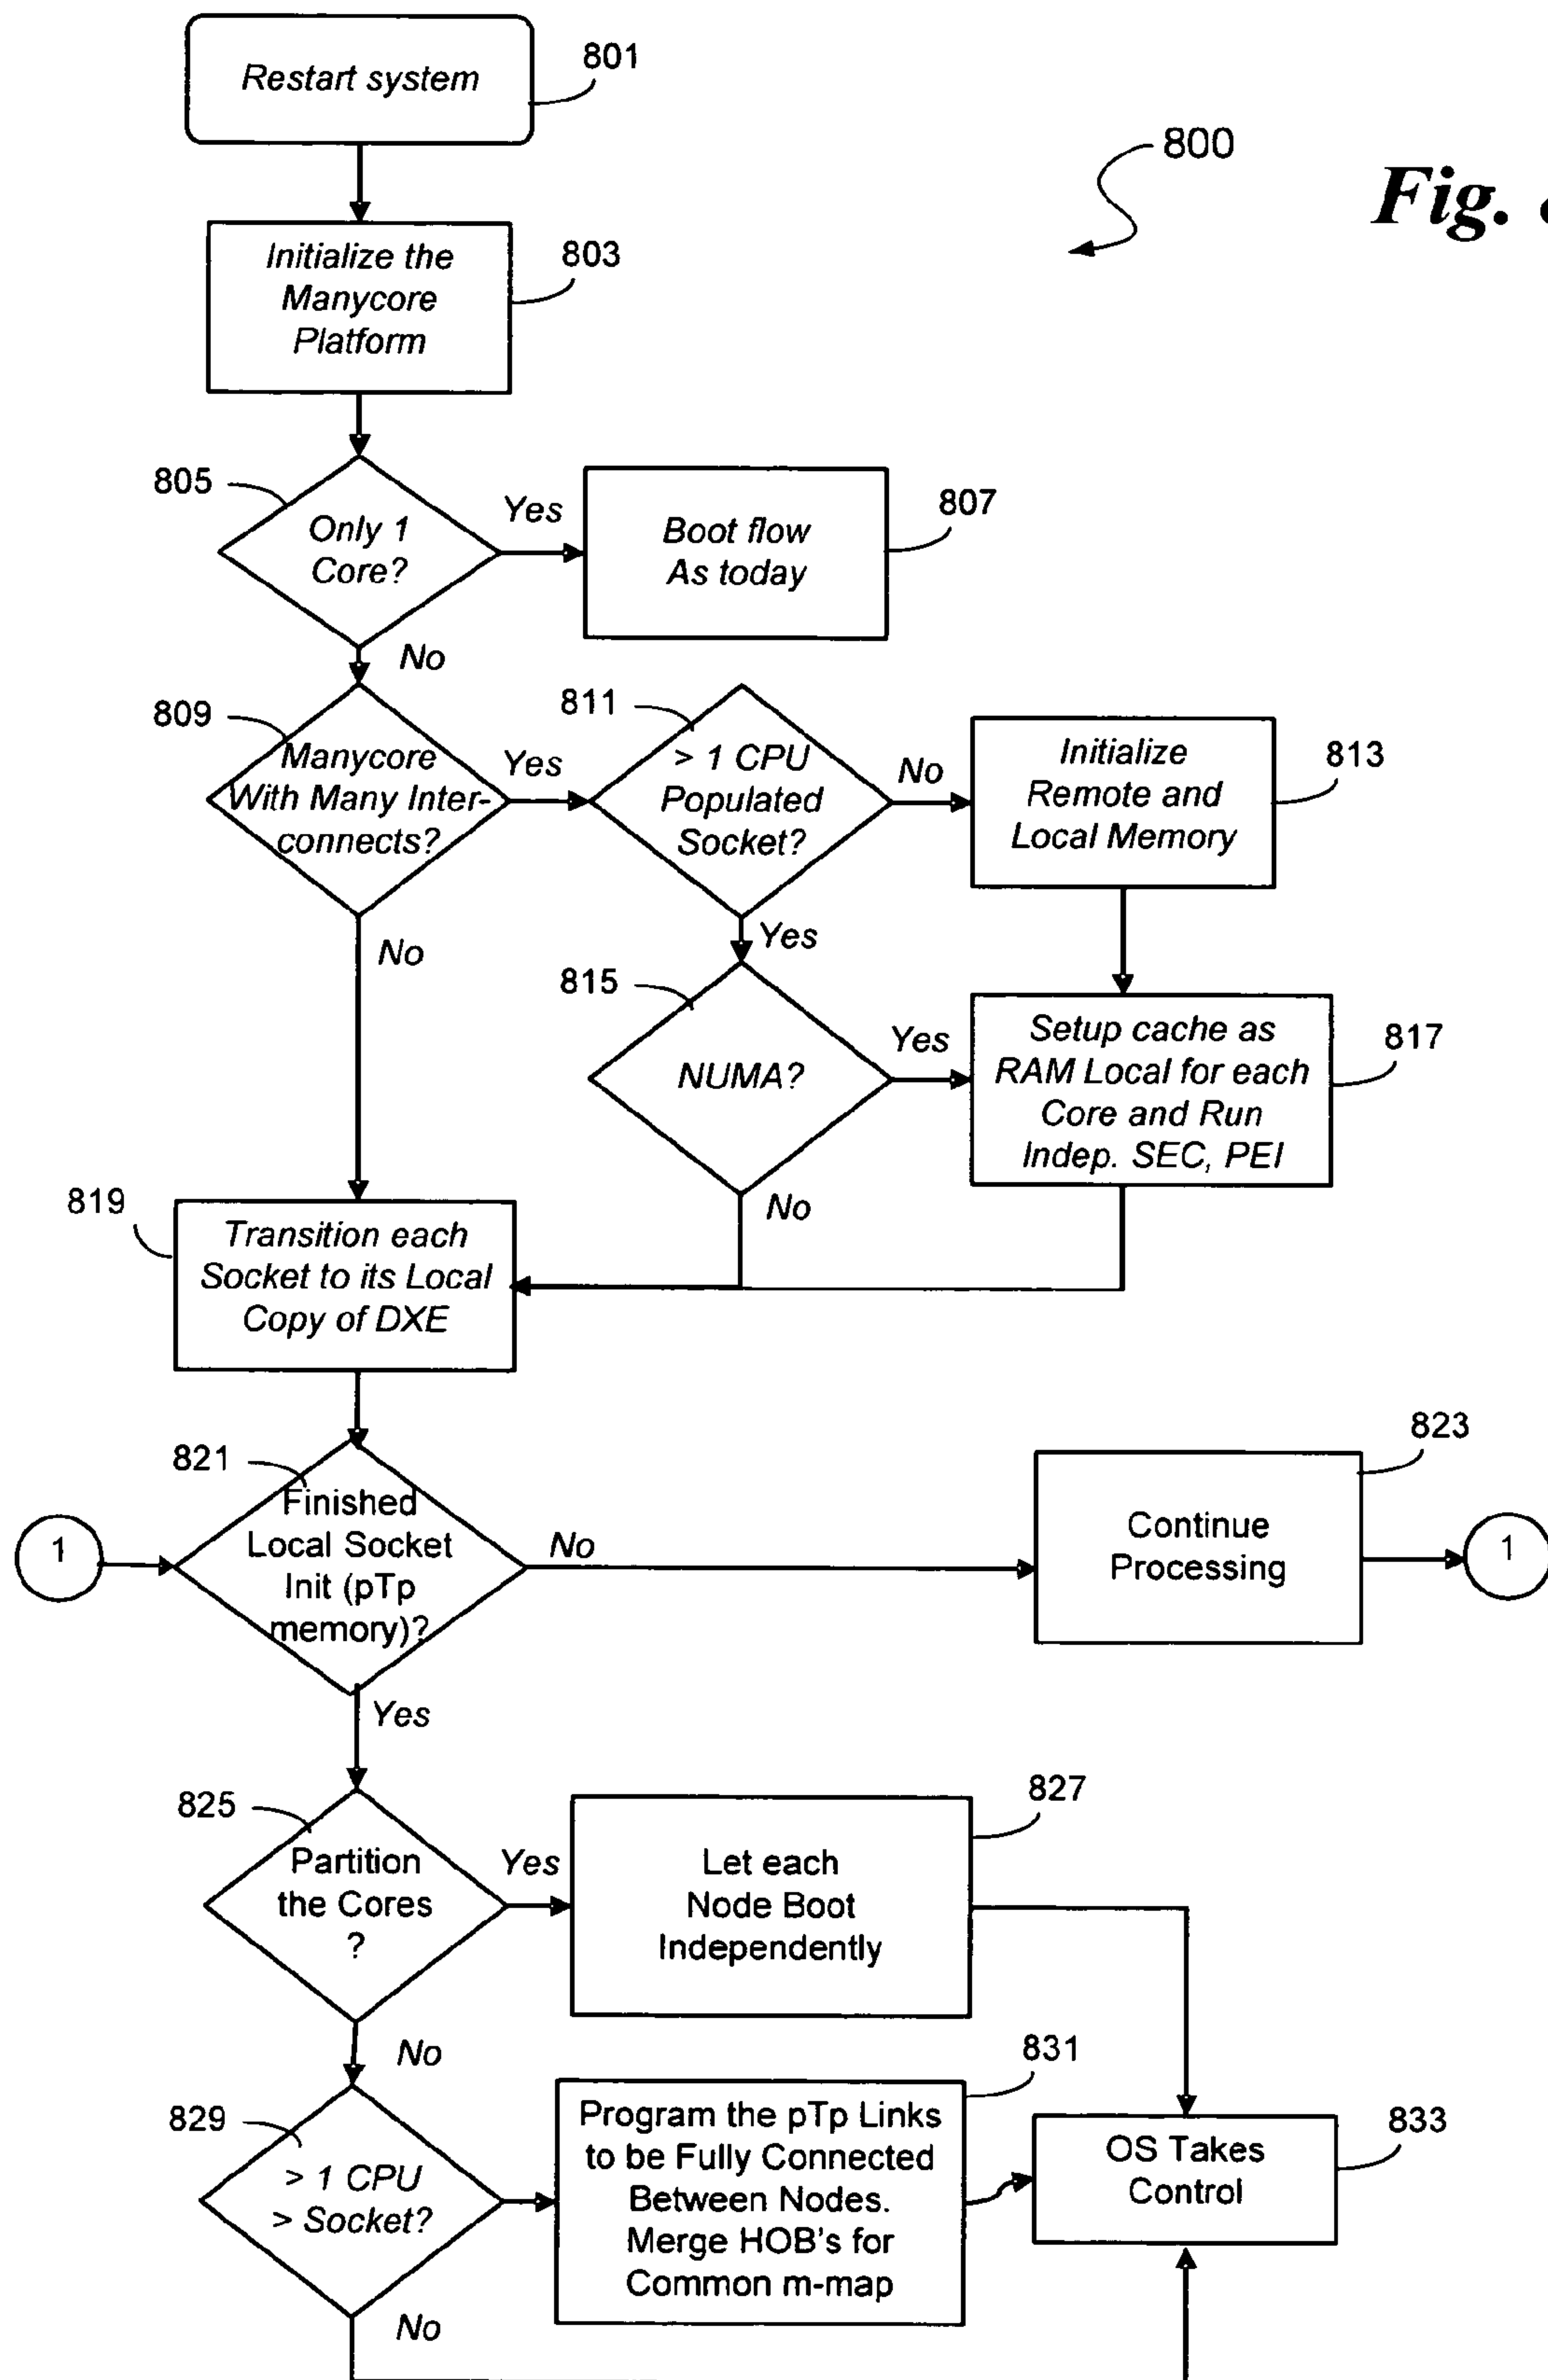 Restart system
801
800
Fig.
Initialize the
Manycore
Platform
803
805
Only 1
Core?
Yes
Boot flow
As today
807
No
809
Manycore
With Many Inter-
connects?
Yes
811
> 1 CPU
Populated
Socket?
No
Initialize
Remote and
Local Memory
813
No
Yes
815
NUMA?
Yes
Setup cache as
RAM Local for each
Core and Run
Indep. SEC, PEI
817
No
819
Transition each
Socket to its Local
Copy of DXE
821
Finished
Local Socket
Init (pTp
memory)?
1
No
Continue
Processing
823
1
Yes
825
Partition
the Cores
?
Yes
Let each
Node Boot
Independently
827
No
829
> 1 CPU
> Socket?
Program the pTp Links
to be Fully Connected
Between Nodes.
Merge HOB's for
Common m-map
831
OS Takes
Control
833
No